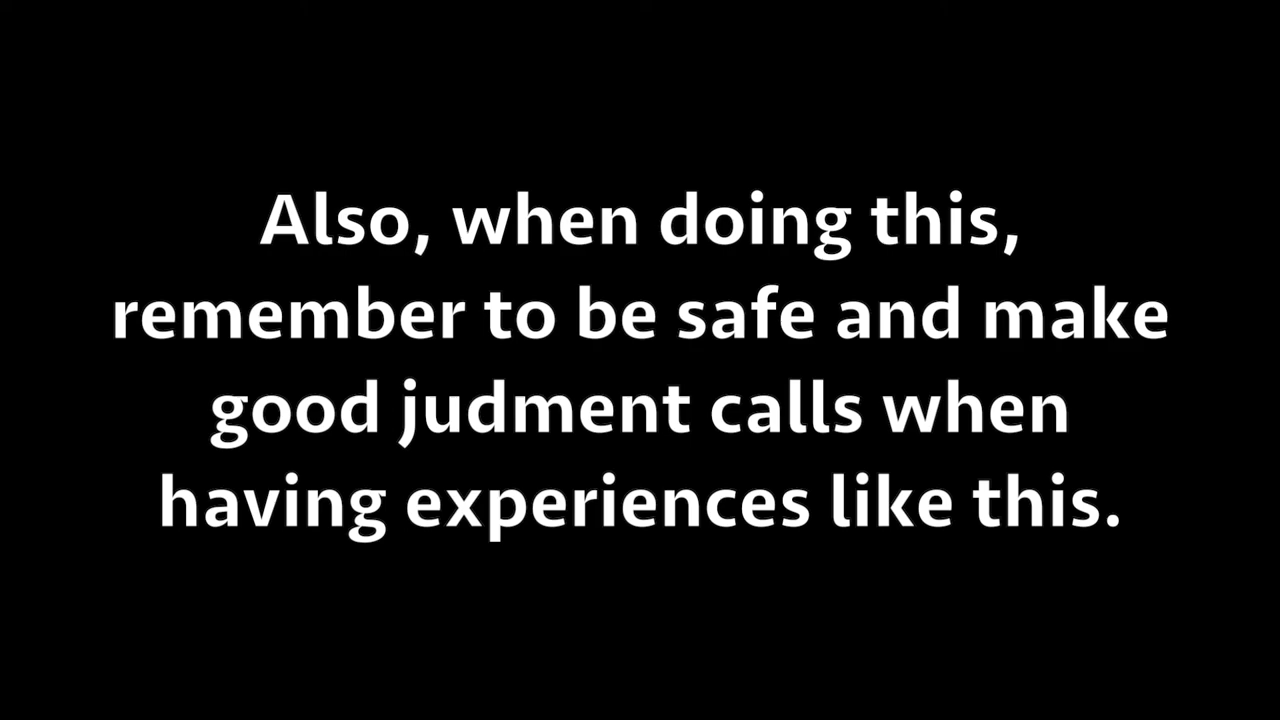 Also, when doing this,
remember to be safe and make
good judment calls when
having experiences like this.